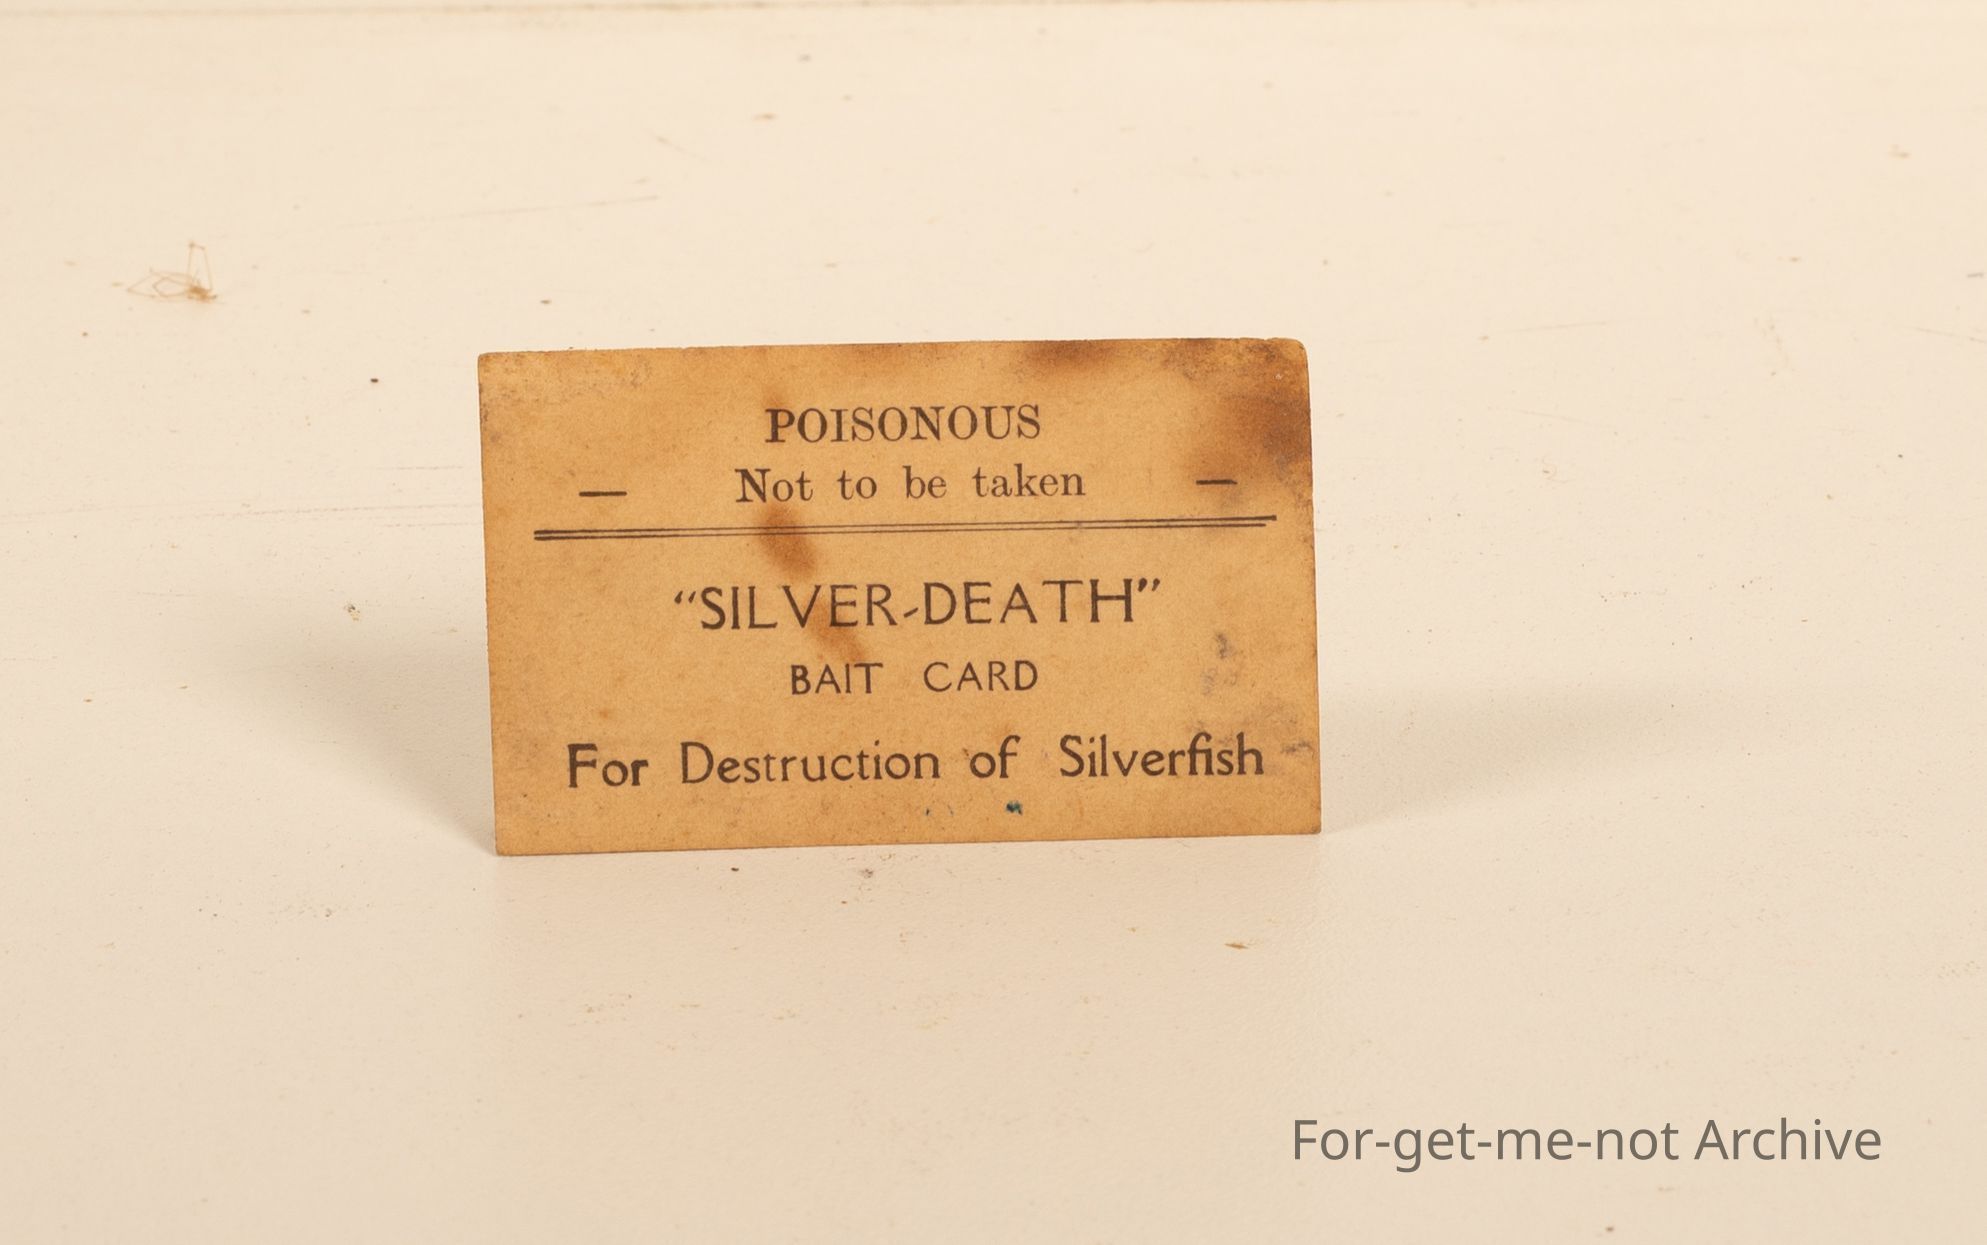 POISONOUS
— Not to be taken —
“SILVER-DEATH”
BAIT CARD
For Destruction of Silverfish
For-get-me-not Archive